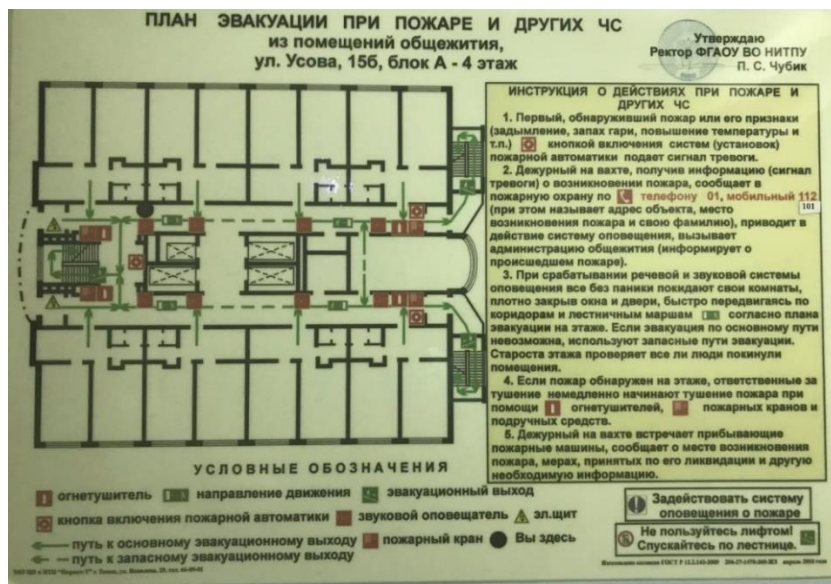 ПЛАН ЭВАКУАЦИИ ПРИ ПОЖАРЕ И ДРУГИХ ЧС
из помещений общежития,
ул. Усова, 15б, блок А - 4 этаж
Утверждаю
Ректор ФГАОУ ВО НИТПУ
П. С. Чубик
ИНСТРУКЦИЯ О ДЕЙСТВИЯХ ПРИ ПОЖАРЕ И
ДРУГИХ ЧС
1. Первый, обнаруживший пожар или его признаки
(задымление, запах гари, повышение температуры и
т.п.) кнопкой включения систем (установок)
пожарной автоматики подает сигнал тревоги.
2. Дежурный на вахте, получив информацию (сигнал
тревоги) о возникновении пожара, сообщает в
пожарную охрану по телефону 01, мобильный 112
101
(при этом называет адрес объекта, место
возникновения пожара и свою фамилию), приводит в
действие систему оповещения, вызывает
администрацию общежития (информирует о
происшедшем пожаре).
3. При срабатывании речевой и звуковой системы
оповещения все без паники покидают свои комнаты,
плотно закрыв окна и двери, быстро передвигаясь по
коридорам и лестничным маршам согласно плана
эвакуации на этаже. Если эвакуация по основному пути
невозможна, используют запасные пути эвакуации.
Староста этажа проверяет все ли люди покинули
помещения.
4. Если пожар обнаружен на этаже, ответственные за
тушение немедленно начинают тушение пожара при
помощи огнетушителей, пожарных кранов и
подручных средств.
5. Дежурный на вахте встречает прибывающие
пожарные машины, сообщает о месте возникновения
пожара, мерах, принятых по его ликвидации и другую
необходимую информацию.
УСЛОВНЫЕ ОБОЗНАЧЕНИЯ
огнетушитель направление движения эвакуационный выход
кнопка включения пожарной автоматики звуковой оповещатель эл.щит
путь к основному эвакуационному выходу пожарный кран Вы здесь
путь к запасному эвакуационному выходу
Задействовать систему
оповещения о пожаре
Не пользуйтесь лифтом!
Спускайтесь по лестнице.